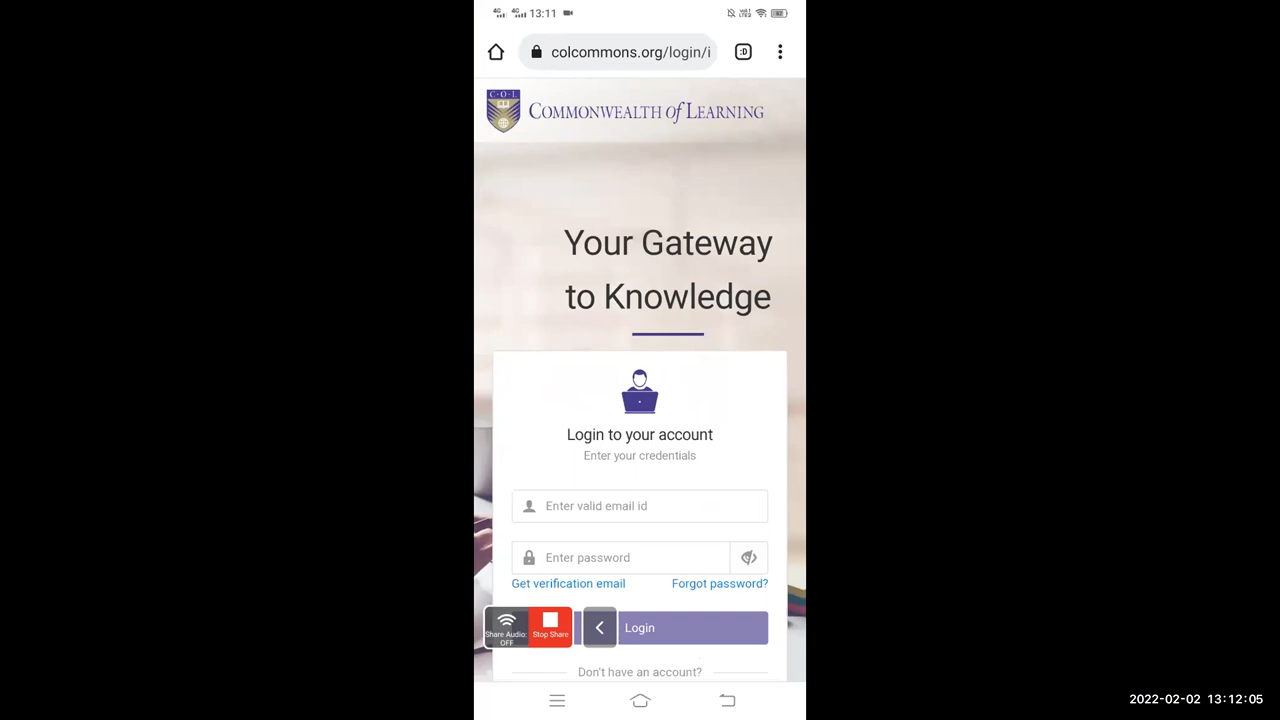 4G 4G 13:11
colcommons.org/login/i
:D
C·O·L
COMMONWEALTH of LEARNING
Your Gateway
to Knowledge
Login to your account
Enter your credentials
Enter valid email id
Enter password
Get verification email Forgot password?
Share Audio: OFF
Stop Share
Login
Don't have an account?
2022-02-02 13:12:05